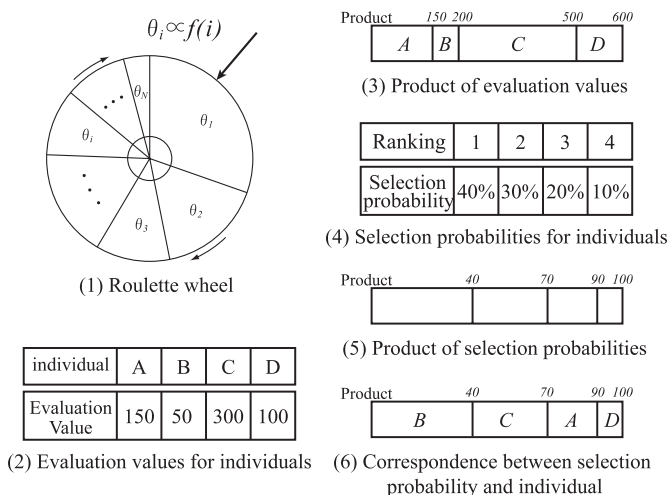 θi∝f(i)
θN
θ1
θi
θ2
θ3
(1) Roulette wheel
individual A B C D
Evaluation Value 150 50 300 100
(2) Evaluation values for individuals
Product 150 200 500 600
A B C D
(3) Product of evaluation values
Ranking 1 2 3 4
Selection probability 40% 30% 20% 10%
(4) Selection probabilities for individuals
Product 40 70 90 100
(5) Product of selection probabilities
Product 40 70 90 100
B C A D
(6) Correspondence between selection
probability and individual